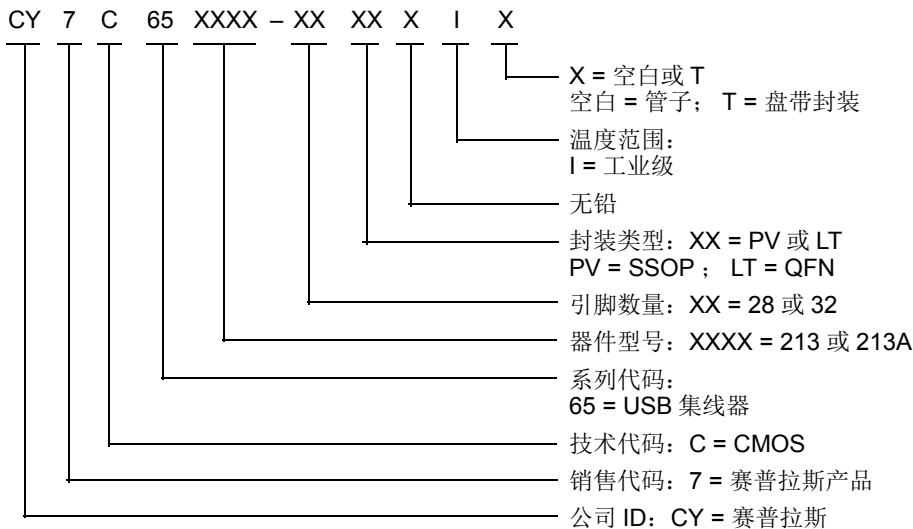 CY 7 C 65 XXXX – XX XX X I X
X = 空白或 T
空白 = 管子； T = 盘带封装
温度范围：
I = 工业级
无铅
封装类型：XX = PV 或 LT
PV = SSOP ； LT = QFN
引脚数量：XX = 28 或 32
器件型号：XXXX = 213 或 213A
系列代码：
65 = USB 集线器
技术代码：C = CMOS
销售代码：7 = 赛普拉斯产品
公司 ID：CY = 赛普拉斯